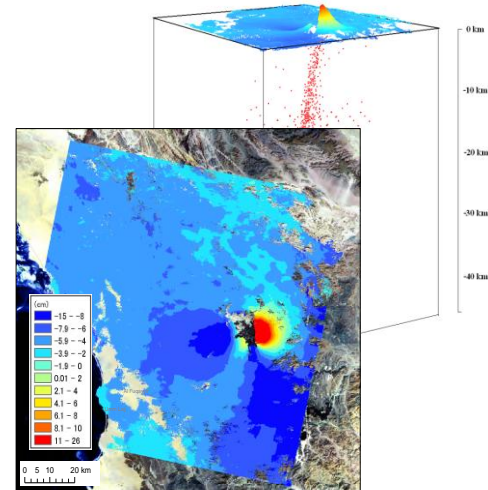 0 km
-10 km
-20 km
-30 km
-40 km
(cm)
-15 - -8
-7.9 - -6
-5.9 - -4
-3.9 - -2
-1.9 - 0
0.01 - 2
2.1 - 4
4.1 - 6
6.1 - 8
8.1 - 10
11 - 26
0 5 10 20 km